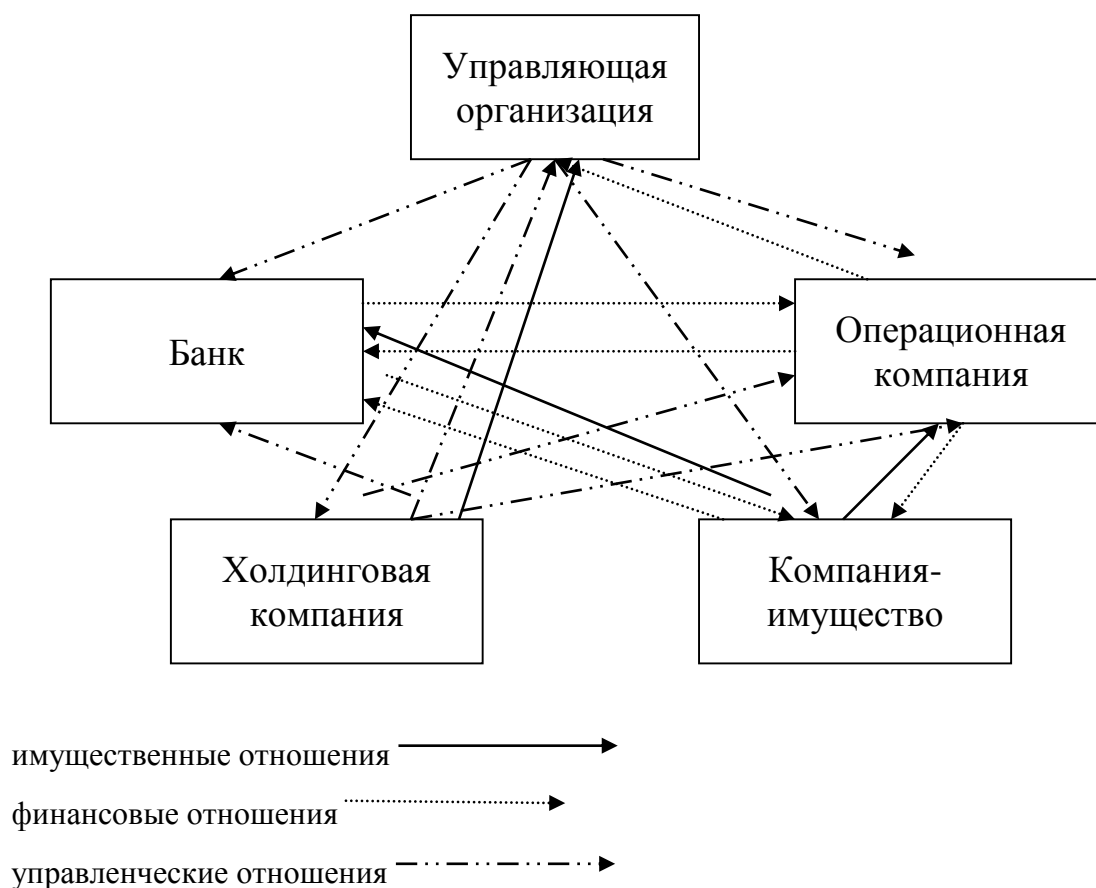 Управляющая
организация
Банк
Операционная
компания
Холдинговая
компания
Компания-
имущество
имущественные отношения
финансовые отношения
управленческие отношения